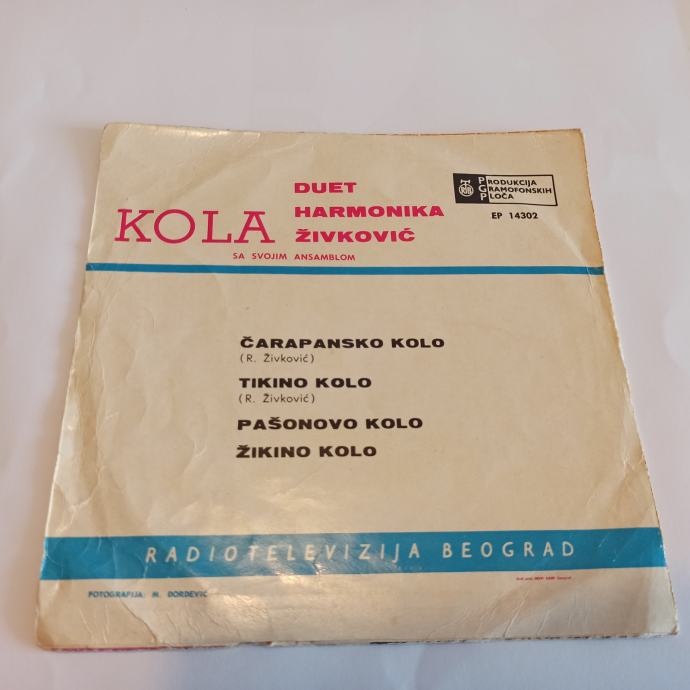 KOLA
DUET
HARMONIKA
ŽIVKOVIĆ
SA SVOJIM ANSAMBLOM
PGP
PRODUKCIJA
GRAMOFONSKIH
PLOČA
EP 14302
ČARAPANSKO KOLO
(R. Živković)
TIKINO KOLO
(R. Živković)
PAŠONOVO KOLO
ŽIKINO KOLO
RADIOTELEVIZIJA BEOGRAD
FOTOGRAFIJA: M. ĐORĐEVIĆ